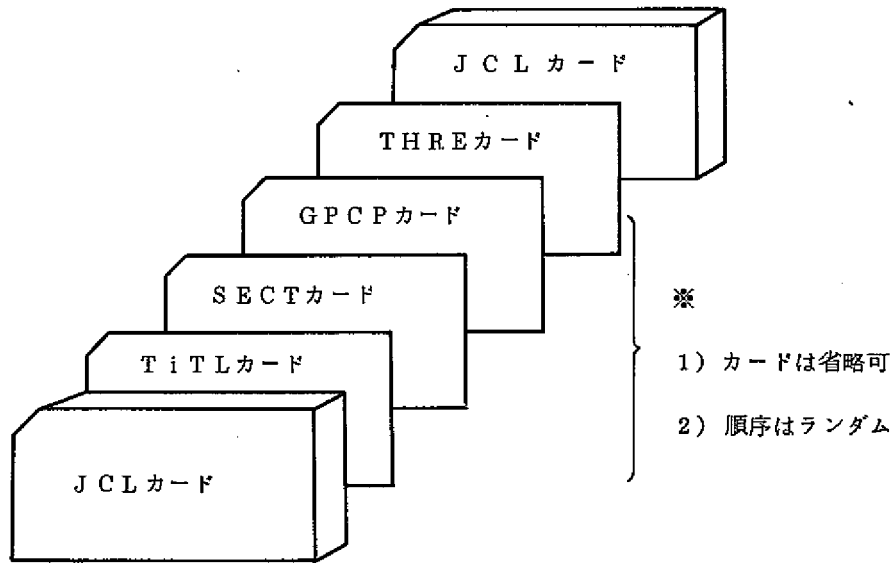 JCLカード
THREカード
GPCPカード
SECTカード
TiTLカード
JCLカード
※
1) カードは省略可
2) 順序はランダム